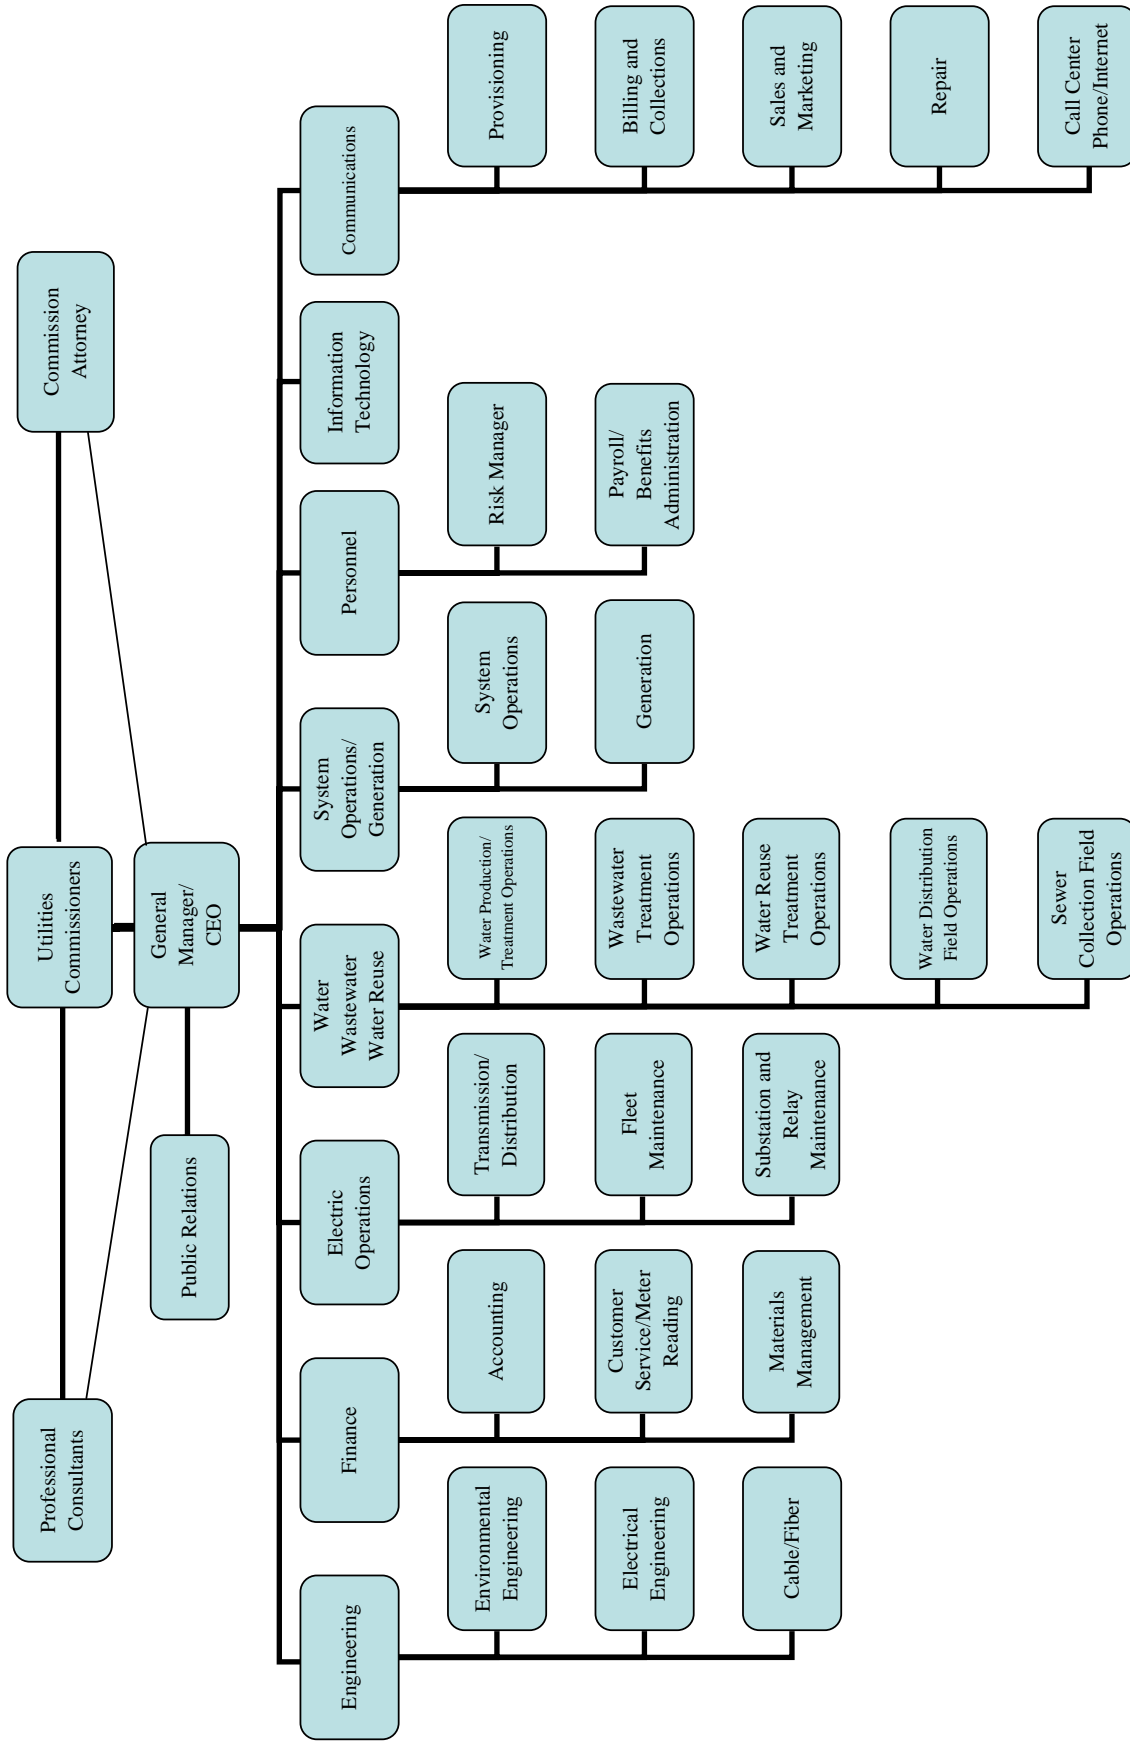 Professional
Consultants
Utilities
Commissioners
Commission
Attorney
General
Manager/
CEO
Public Relations
Engineering
Finance
Electric
Operations
Water
Wastewater
Water Reuse
System
Operations/
Generation
Personnel
Information
Technology
Communications
Environmental
Engineering
Electrical
Engineering
Cable/Fiber
Accounting
Customer
Service/Meter
Reading
Materials
Management
Transmission/
Distribution
Fleet
Maintenance
Substation and
Relay
Maintenance
Water Production/
Treatment Operations
Wastewater
Treatment
Operations
Water Reuse
Treatment
Operations
Water Distribution
Field Operations
Sewer
Collection Field
Operations
System
Operations
Generation
Risk Manager
Payroll/
Benefits
Administration
Provisioning
Billing and
Collections
Sales and
Marketing
Repair
Call Center
Phone/Internet